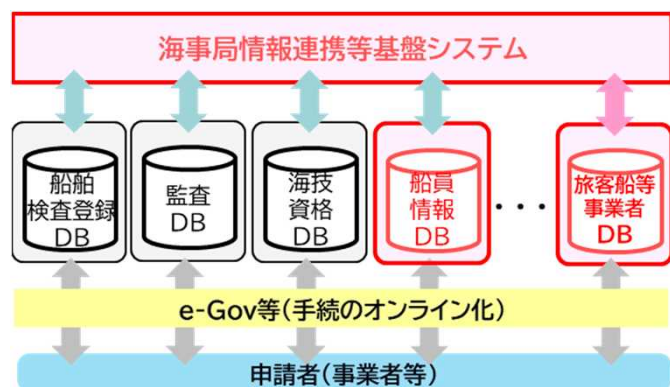 海事局情報連携等基盤システム
船舶
検査登録
DB
監査
DB
海技
資格
DB
船員
情報
DB
・・・
旅客船等
事業者
DB
e-Gov等(手続のオンライン化)
申請者(事業者等)